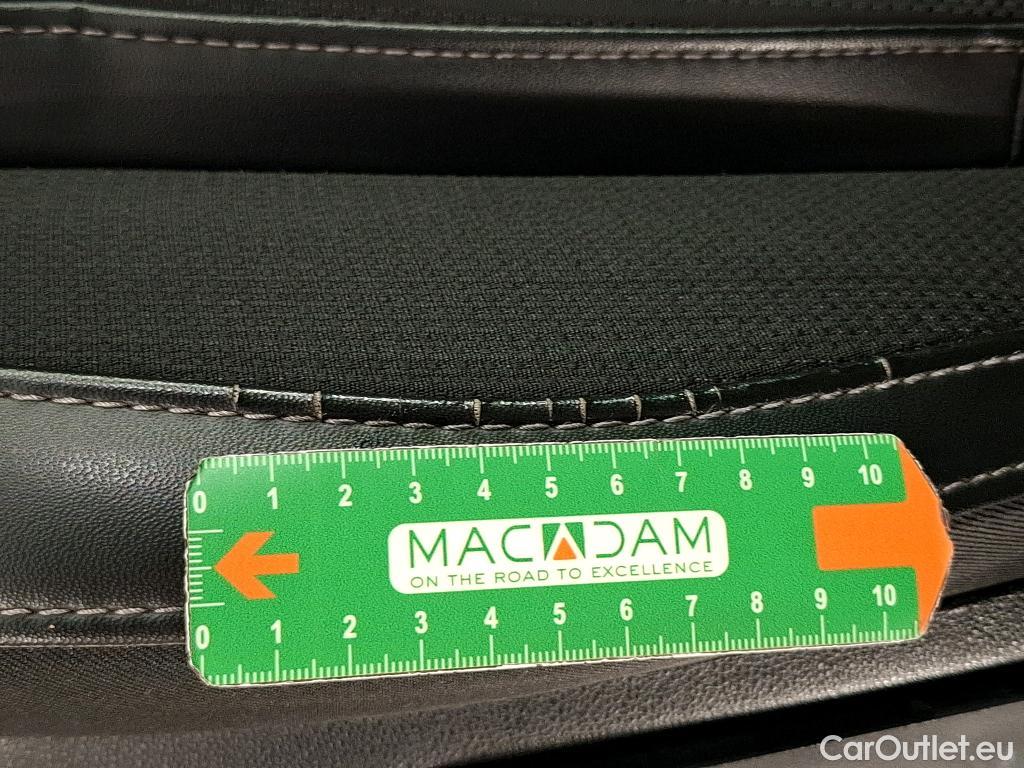 0 1 2 3 4 5 6 7 8 9 10
MACADAM
ON THE ROAD TO EXCELLENCE
0 1 2 3 4 5 6 7 8 9 10
CarOutlet.eu